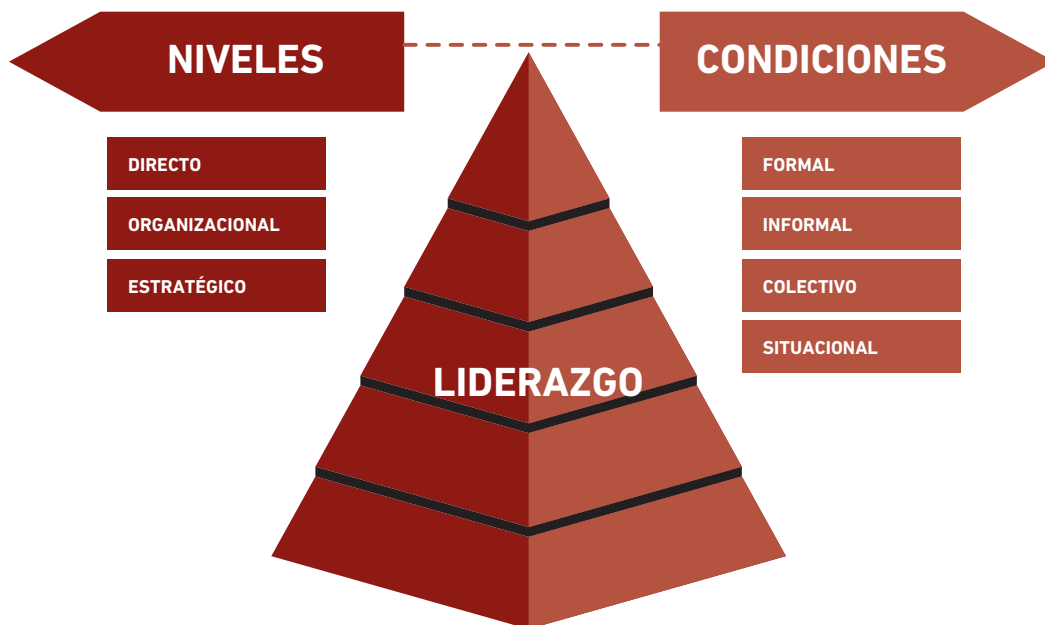 NIVELES
DIRECTO
ORGANIZACIONAL
ESTRATÉGICO
CONDICIONES
FORMAL
INFORMAL
COLECTIVO
SITUACIONAL
LIDERAZGO